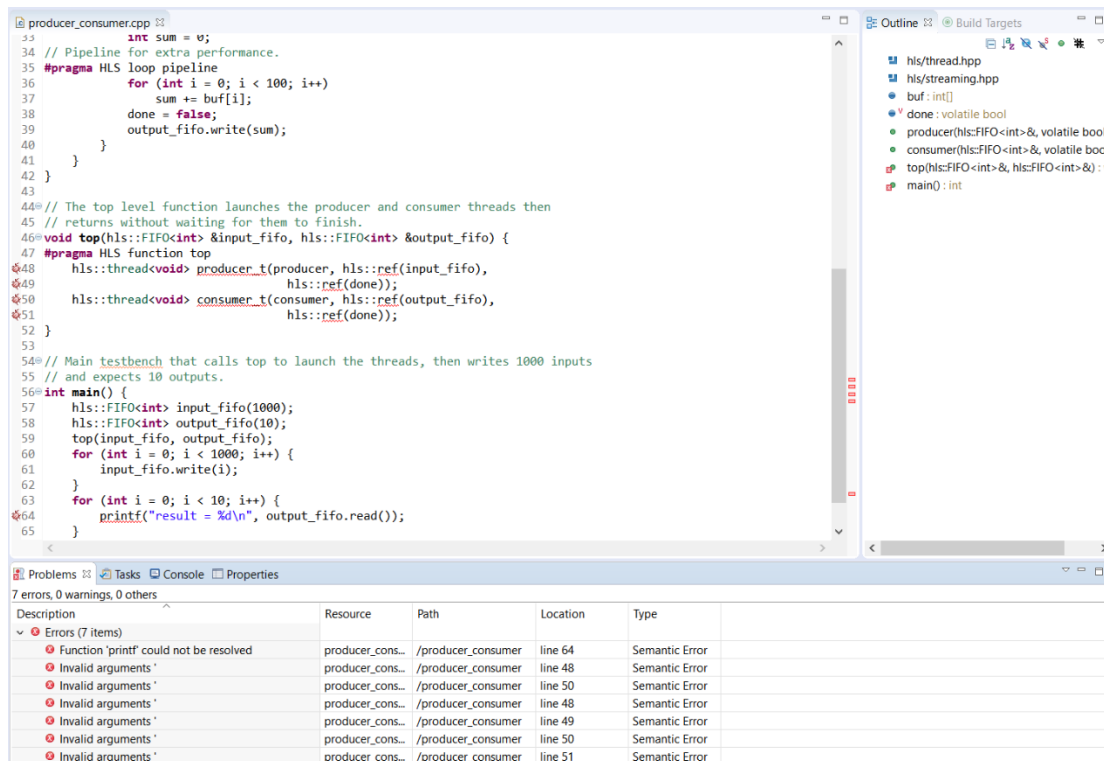 producer_consumer.cpp
Outline
Build Targets
33 int sum = 0;
34 // Pipeline for extra performance.
35 #pragma HLS loop pipeline
36 for (int i = 0; i < 100; i++)
37 sum += buf[i];
38 done = false;
39 output_fifo.write(sum);
40 }
41 }
42 }
43
44 // The top level function launches the producer and consumer threads then
45 // returns without waiting for them to finish.
46 void top(hls::FIFO<int> &input_fifo, hls::FIFO<int> &output_fifo) {
47 #pragma HLS function top
48 hls::thread<void> producer_t(producer, hls::ref(input_fifo),
49 hls::ref(done));
50 hls::thread<void> consumer_t(consumer, hls::ref(output_fifo),
51 hls::ref(done));
52 }
53
54 // Main testbench that calls top to launch the threads, then writes 1000 inputs
55 // and expects 10 outputs.
56 int main() {
57 hls::FIFO<int> input_fifo(1000);
58 hls::FIFO<int> output_fifo(10);
59 top(input_fifo, output_fifo);
60 for (int i = 0; i < 1000; i++) {
61 input_fifo.write(i);
62 }
63 for (int i = 0; i < 10; i++) {
64 printf("result = %d\n", output_fifo.read());
65 }
hls/thread.hpp
hls/streaming.hpp
buf : int[]
done : volatile bool
producer(hls::FIFO<int>&, volatile bool
consumer(hls::FIFO<int>&, volatile boo
top(hls::FIFO<int>&, hls::FIFO<int>&) :
main() : int
Problems Tasks Console Properties
7 errors, 0 warnings, 0 others
Description Resource Path Location Type
Errors (7 items)
Function 'printf' could not be resolved producer_cons... /producer_consumer line 64 Semantic Error
Invalid arguments ' producer_cons... /producer_consumer line 48 Semantic Error
Invalid arguments ' producer_cons... /producer_consumer line 50 Semantic Error
Invalid arguments ' producer_cons... /producer_consumer line 48 Semantic Error
Invalid arguments ' producer_cons... /producer_consumer line 49 Semantic Error
Invalid arguments ' producer_cons... /producer_consumer line 50 Semantic Error
Invalid arguments ' producer_cons... /producer_consumer line 51 Semantic Error